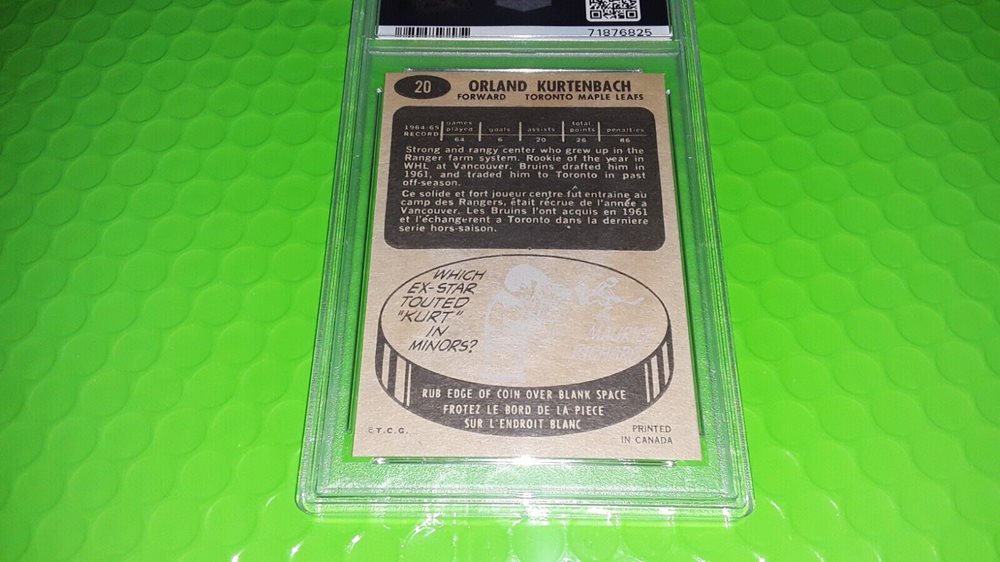 71876825
20 ORLAND KURTENBACH
FORWARD TORONTO MAPLE LEAFS
1964-65 RECORD games played goals assists total points penalties
64 6 20 26 86
Strong and rangy center who grew up in the
Ranger farm system. Rookie of the year in
WHL at Vancouver. Bruins drafted him in
1961, and traded him to Toronto in past
off-season.
Ce solide et fort joueur centre fut entraine au
camp des Rangers, était récrue de l'année a
Vancouver. Les Bruins l'ont acquis en 1961
et l'échangerent a Toronto dans la derniere
serie hors-saison.
WHICH
EX-STAR
TOUTED
"KURT"
IN
MINORS?
MAURICE
RICHARD
RUB EDGE OF COIN OVER BLANK SPACE
FROTEZ LE BORD DE LA PIECE
SUR L'ENDROIT BLANC
©T.C.G.
PRINTED
IN CANADA